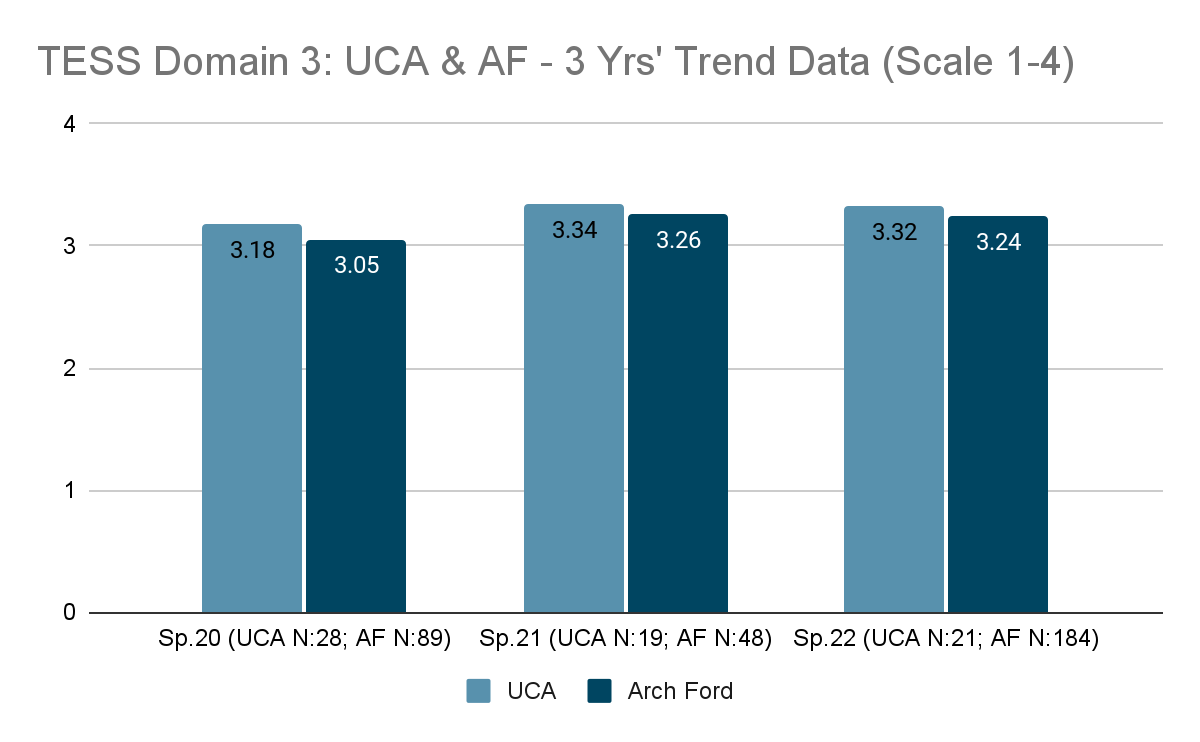 TESS Domain 3: UCA & AF - 3 Yrs' Trend Data (Scale 1-4)
4
3
2
1
0
3.18
3.05
3.34
3.26
3.32
3.24
Sp.20 (UCA N:28; AF N:89)
Sp.21 (UCA N:19; AF N:48)
Sp.22 (UCA N:21; AF N:184)
UCA
Arch Ford